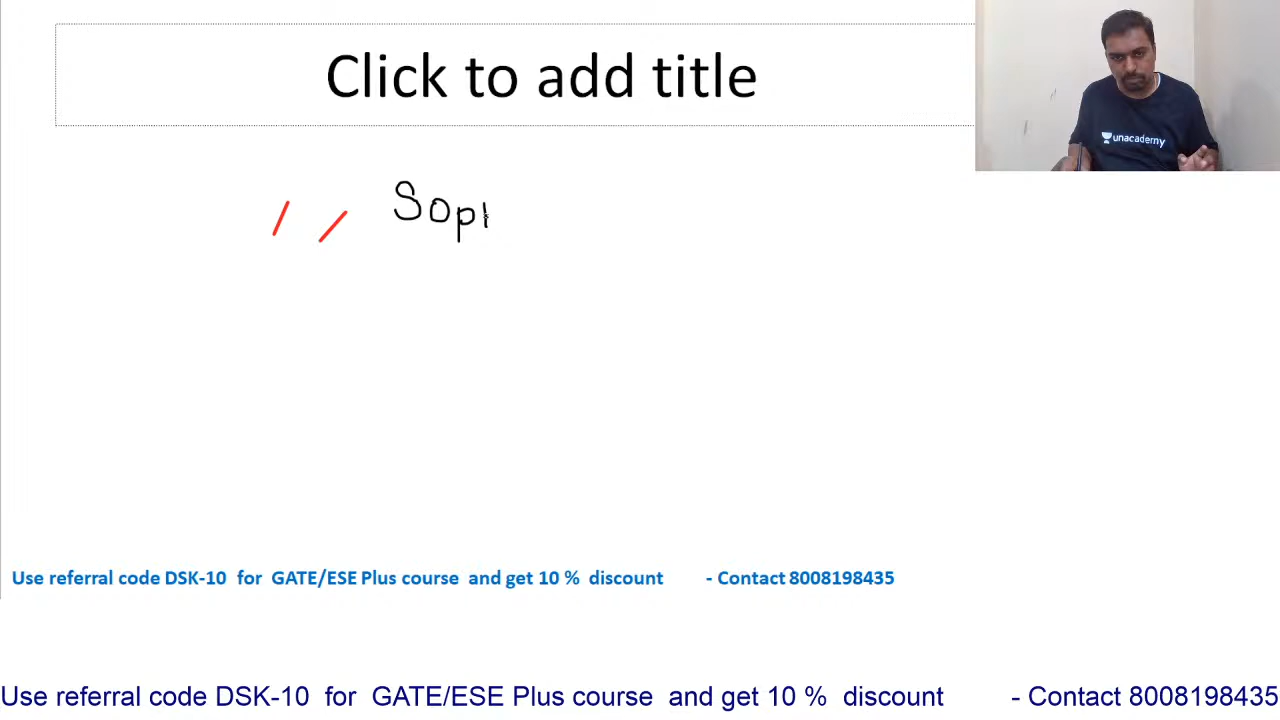 Click to add title
unacademy
Sopl
Use referral code DSK-10 for GATE/ESE Plus course and get 10 % discount - Contact 8008198435
Use referral code DSK-10 for GATE/ESE Plus course and get 10 % discount - Contact 8008198435